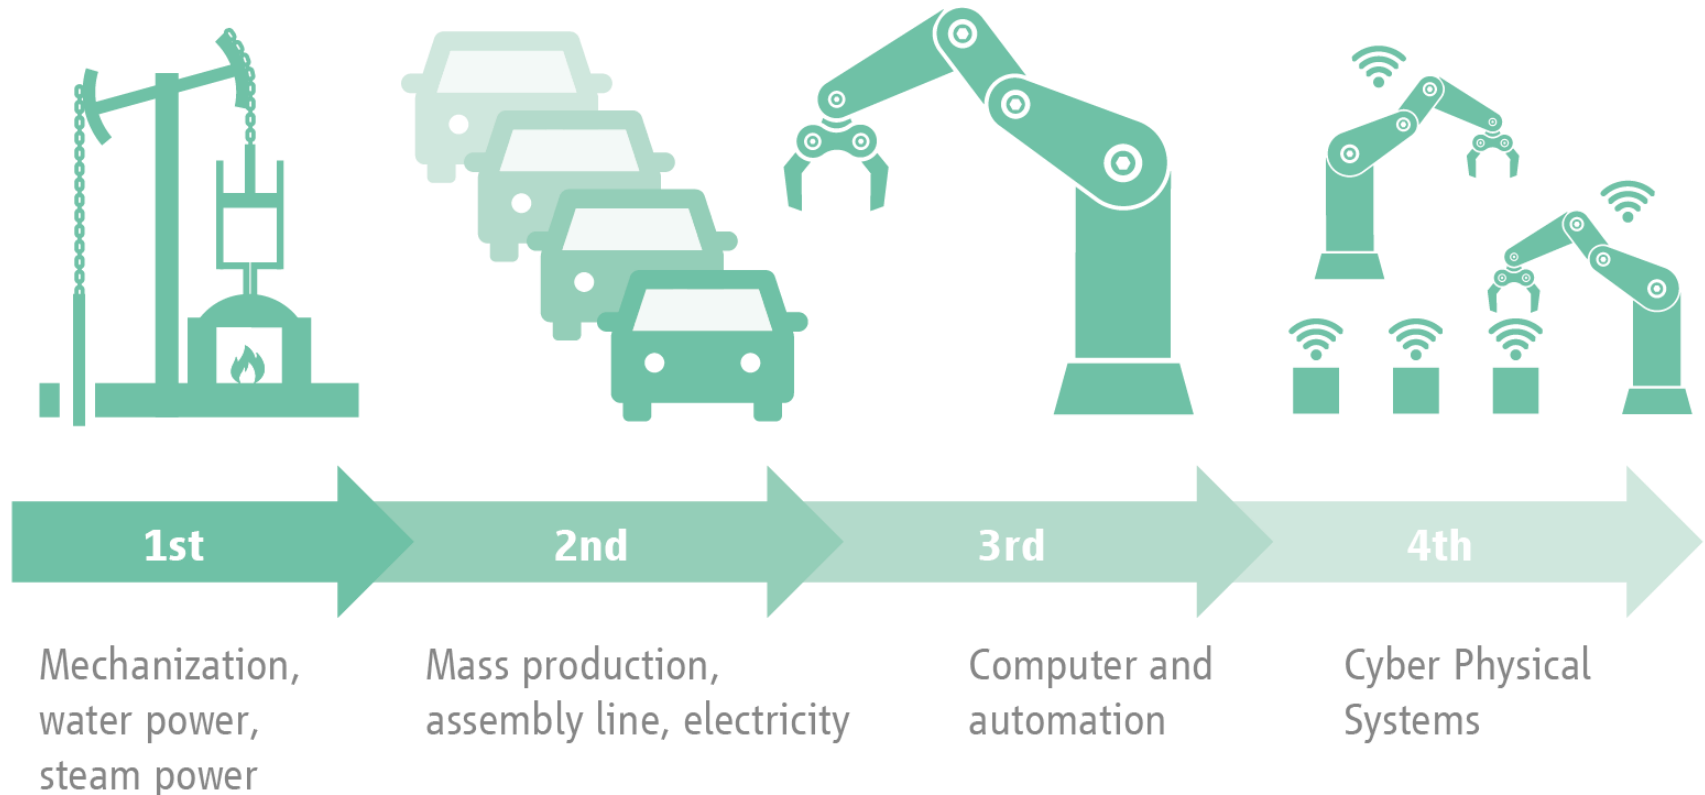 1st
2nd
3rd
4th
Mechanization,
water power,
steam power
Mass production,
assembly line, electricity
Computer and
automation
Cyber Physical
Systems